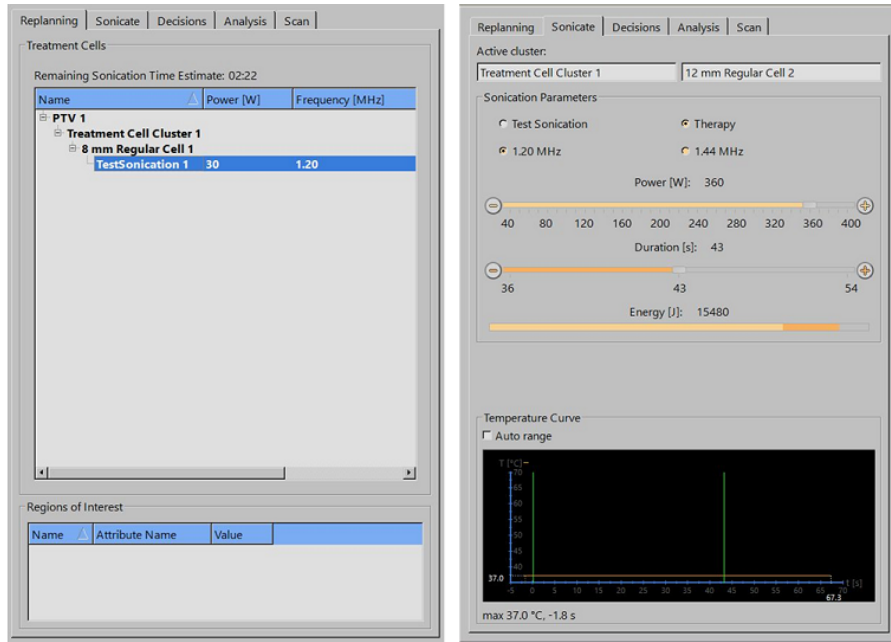 Replanning Sonicate Decisions Analysis Scan
Treatment Cells
Remaining Sonication Time Estimate: 02:22
Name Power [W] Frequency [MHz]
PTV 1
Treatment Cell Cluster 1
8 mm Regular Cell 1
TestSonication 1 30 1.20
Regions of Interest
Name Attribute Name Value
Replanning Sonicate Decisions Analysis Scan
Active cluster:
Treatment Cell Cluster 1 12 mm Regular Cell 2
Sonication Parameters
Test Sonication Therapy
1.20 MHz 1.44 MHz
Power [W]: 360
40 80 120 160 200 240 280 320 360 400
Duration [s]: 43
36 43 54
Energy [J]: 15480
Temperature Curve
Auto range
T [°C]
70
65
60
55
50
45
40
37.0
-5 0 5 10 15 20 25 30 35 40 45 50 55 60 65 70 t [s]
67.3
max 37.0 °C, -1.8 s